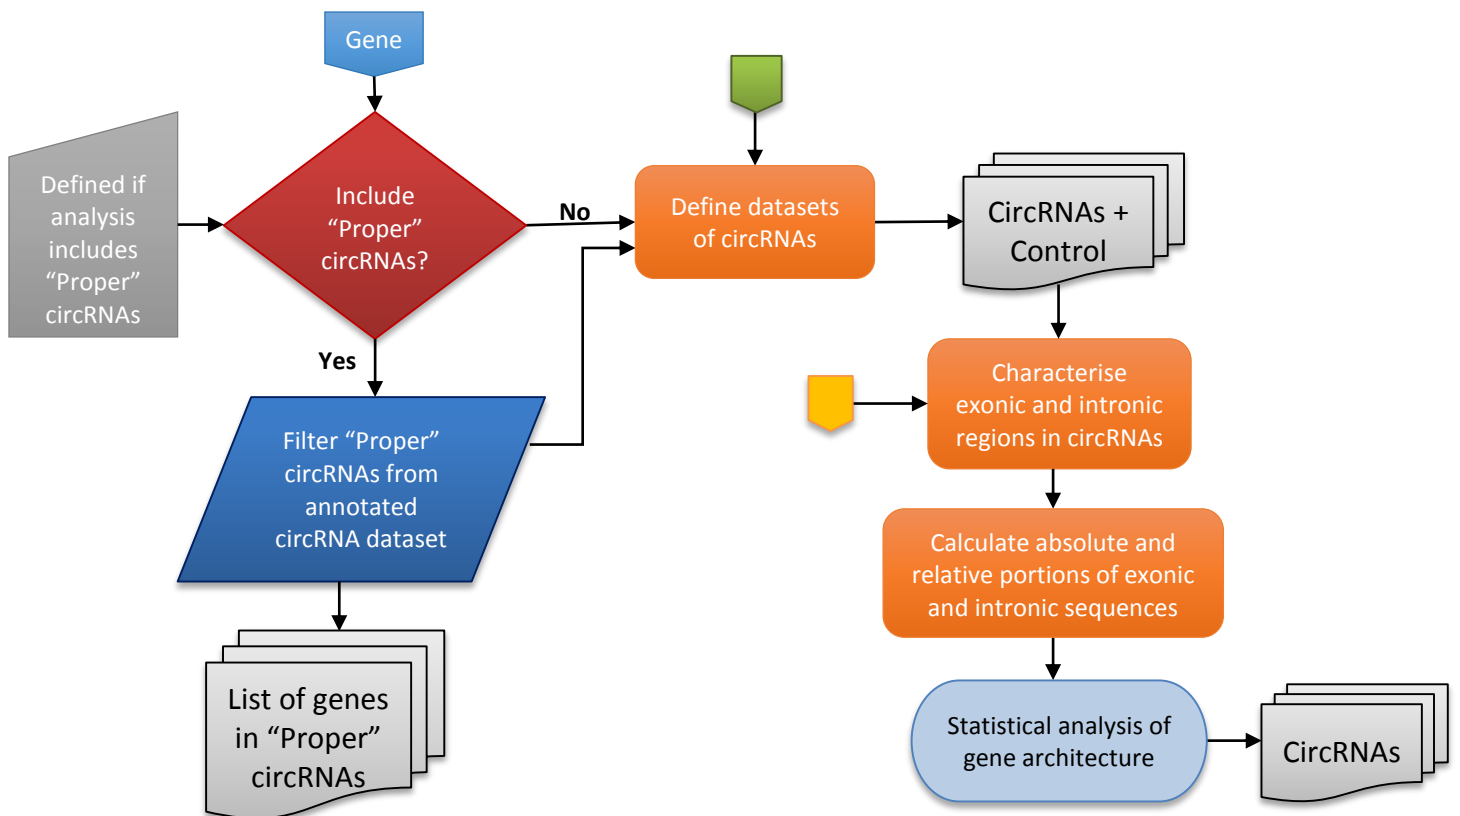 Gene
Defined if
analysis
includes
“Proper”
circRNAs
Include
“Proper”
circRNAs?
No
Yes
Define datasets
of circRNAs
CircRNAs +
Control
Filter “Proper”
circRNAs from
annotated
circRNA dataset
List of genes
in “Proper”
circRNAs
Characterise
exonic and intronic
regions in circRNAs
Calculate absolute and
relative portions of exonic
and intronic sequences
Statistical analysis of
gene architecture
CircRNAs